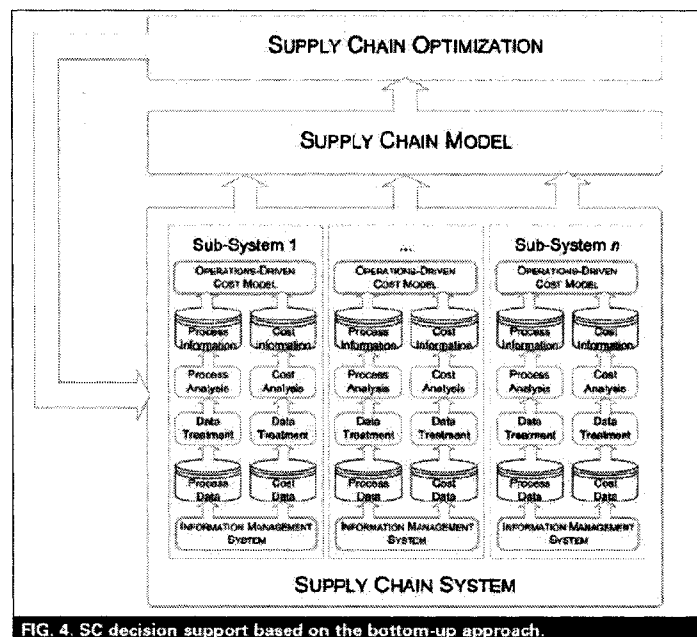 SUPPLY CHAIN OPTIMIZATION
SUPPLY CHAIN MODEL
Sub-System 1
OPERATIONS-DRIVEN
COST MODEL
Process
Information
Cost
Information
Process
Analysis
Cost
Analysis
Data
Treatment
Data
Treatment
Process
Data
Cost
Data
INFORMATION MANAGEMENT
SYSTEM
...
OPERATIONS-DRIVEN
COST MODEL
Process
Information
Cost
Information
Process
Analysis
Cost
Analysis
Data
Treatment
Data
Treatment
Process
Data
Cost
Data
INFORMATION MANAGEMENT
SYSTEM
Sub-System n
OPERATIONS-DRIVEN
COST MODEL
Process
Information
Cost
Information
Process
Analysis
Cost
Analysis
Data
Treatment
Data
Treatment
Process
Data
Cost
Data
INFORMATION MANAGEMENT
SYSTEM
SUPPLY CHAIN SYSTEM
FIG. 4. SC decision support based on the bottom-up approach.